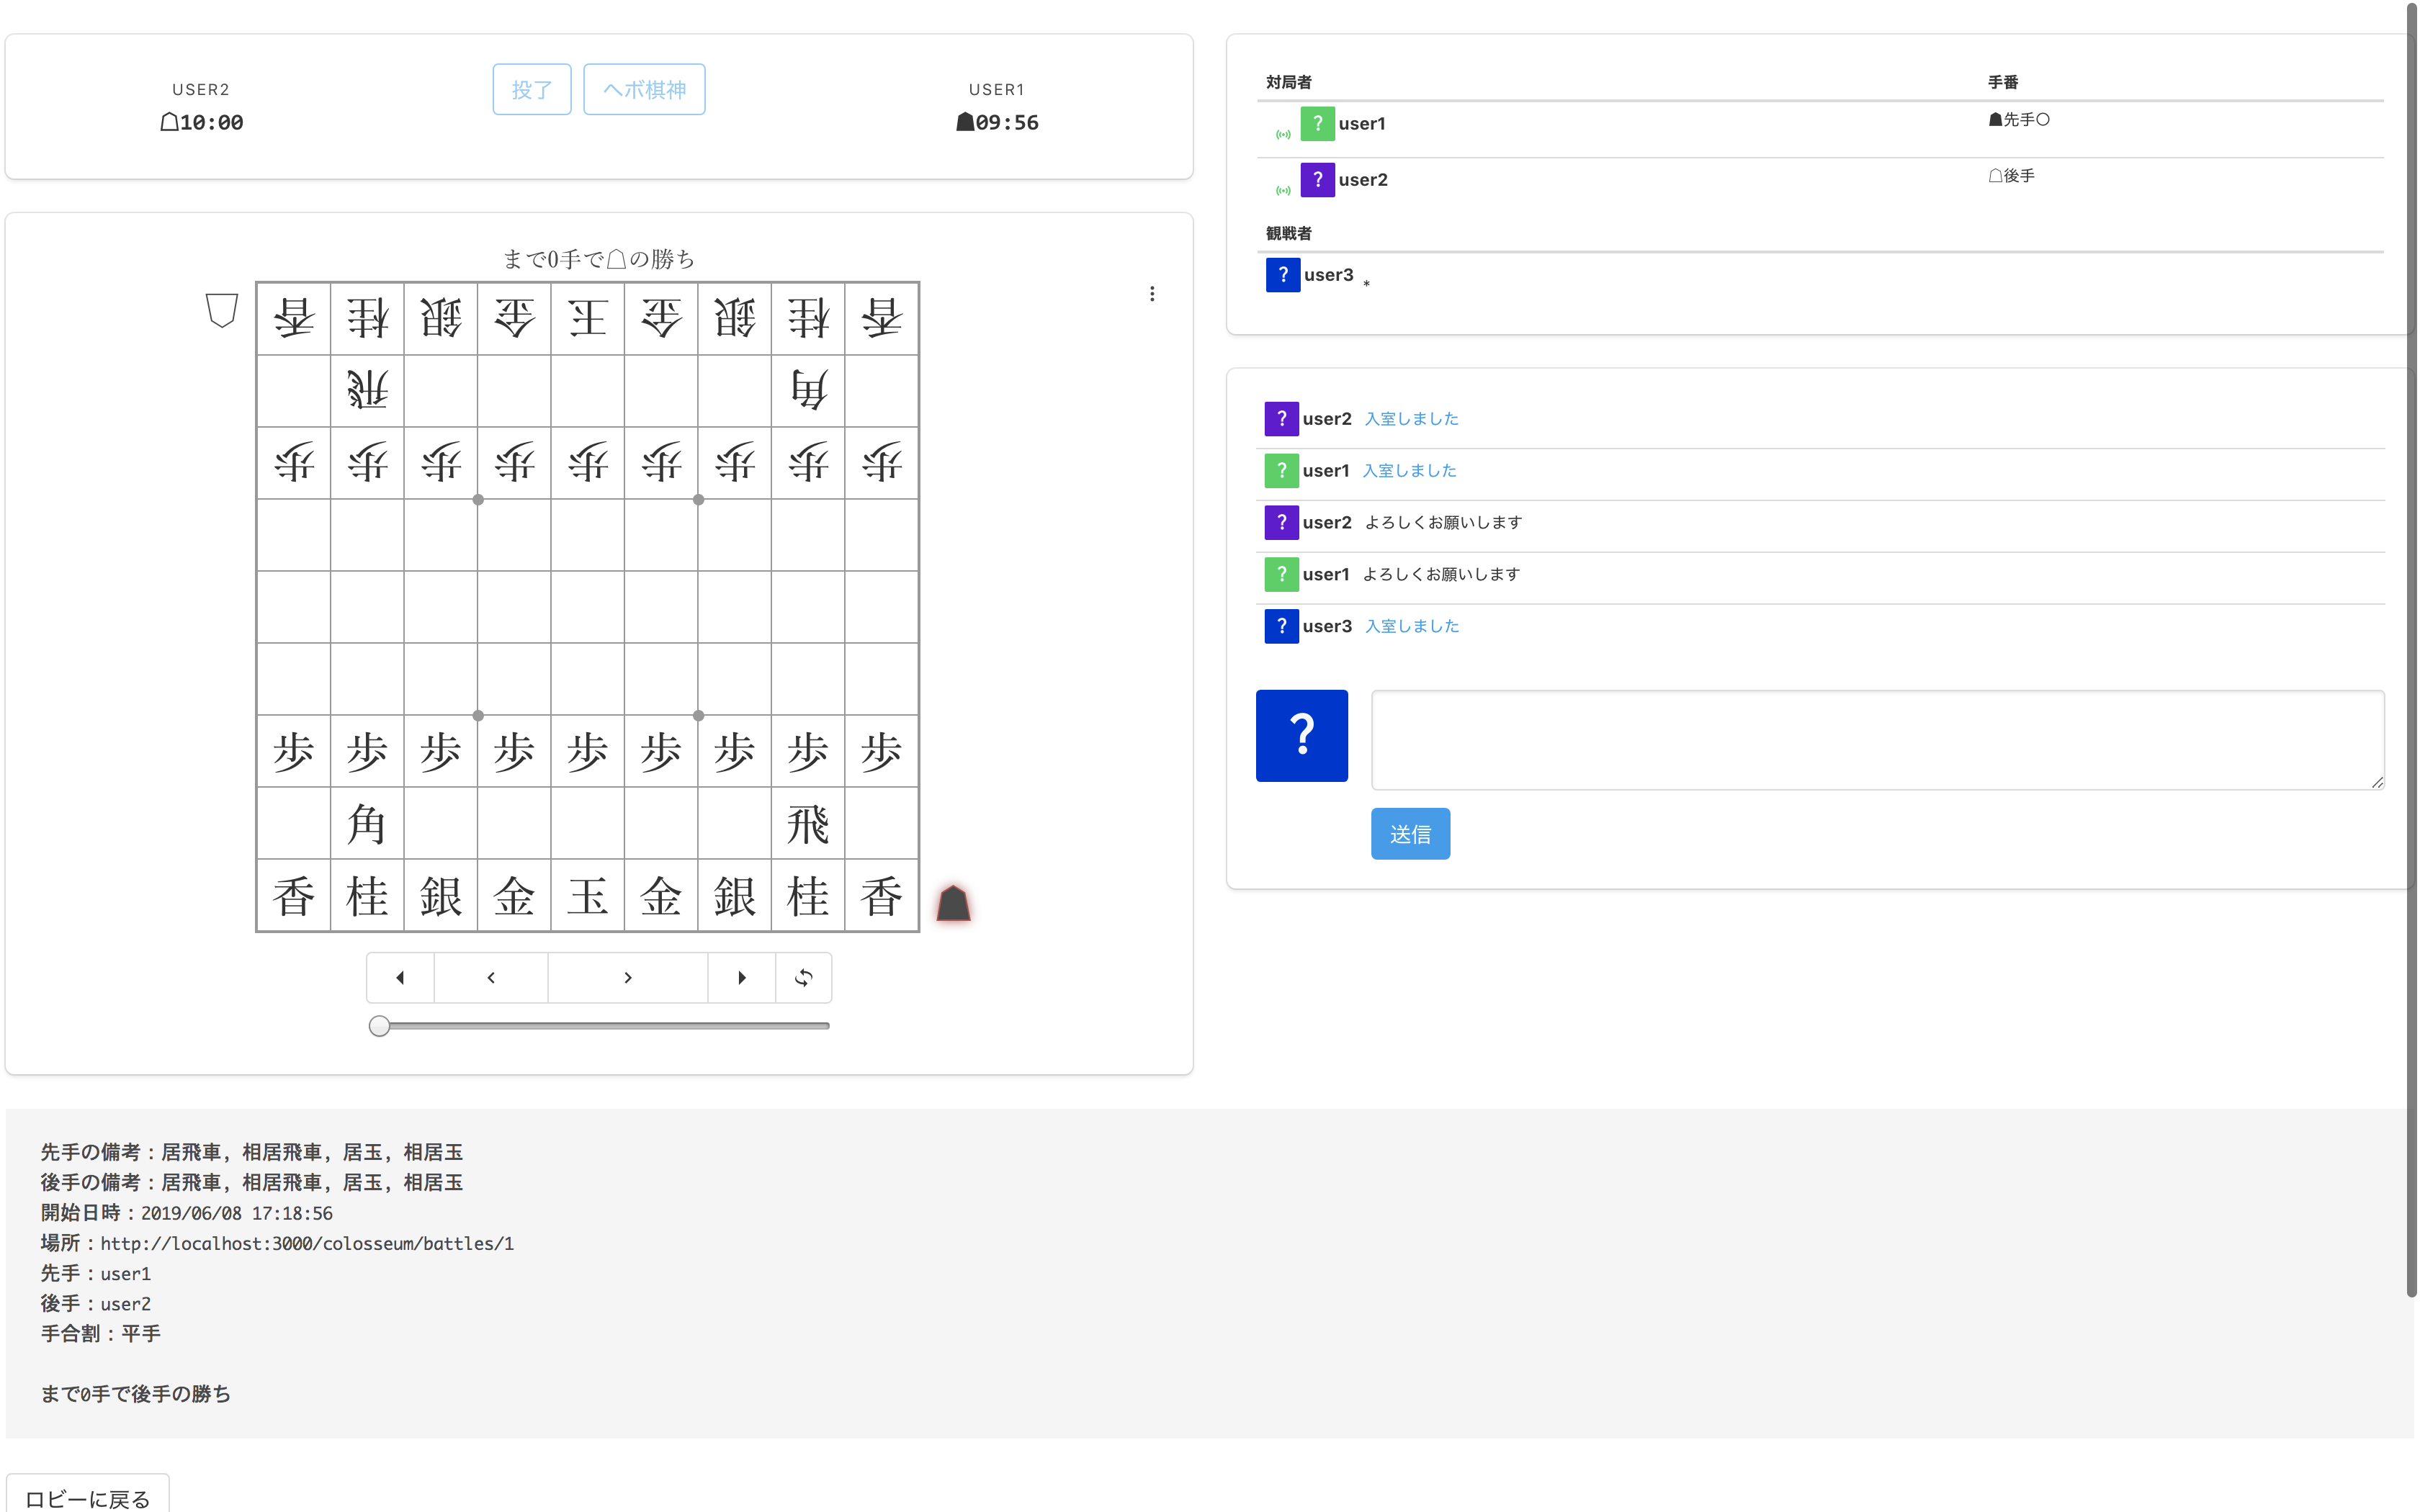 USER2
☖10:00
投了
ヘボ棋神
USER1
☗09:56
まで0手で☖の勝ち
香桂銀金王金銀桂香
飛角
歩歩歩歩歩歩歩歩歩
歩歩歩歩歩歩歩歩歩
角飛
香桂銀金玉金銀桂香
先手の備考：居飛車, 相居飛車, 居玉, 相居玉
後手の備考：居飛車, 相居飛車, 居玉, 相居玉
開始日時：2019/06/08 17:18:56
場所：http://localhost:3000/colosseum/battles/1
先手：user1
後手：user2
手合割：平手
まで0手で後手の勝ち
ロビーに戻る
対局者 手番
? user1 ☗先手○
? user2 ☖後手
観戦者
? user3 *
? user2 入室しました
? user1 入室しました
? user2 よろしくお願いします
? user1 よろしくお願いします
? user3 入室しました
?
送信